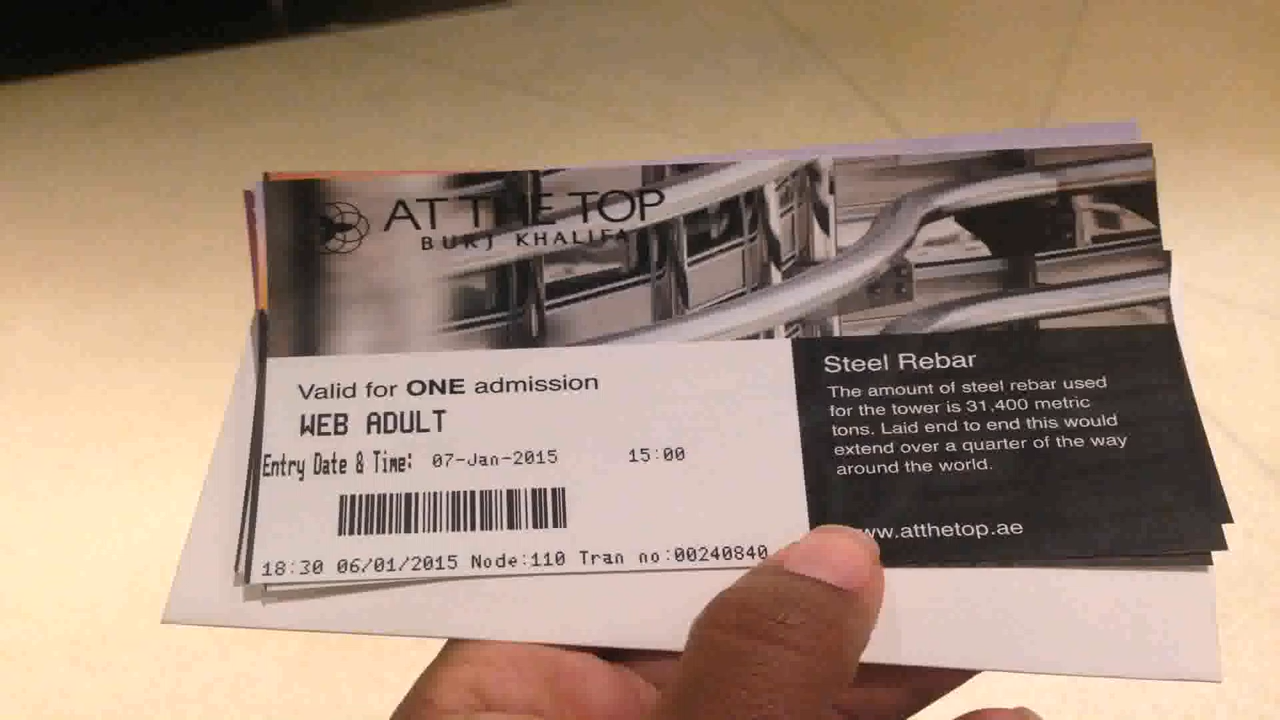 AT THE TOP
BURJ KHALIFA
Valid for ONE admission
WEB ADULT
Entry Date & Time: 07-Jan-2015 15:00
18:30 06/01/2015 Node:110 Tran no:00240840
Steel Rebar
The amount of steel rebar used
for the tower is 31,400 metric
tons. Laid end to end this would
extend over a quarter of the way
around the world.
ww.atthetop.ae